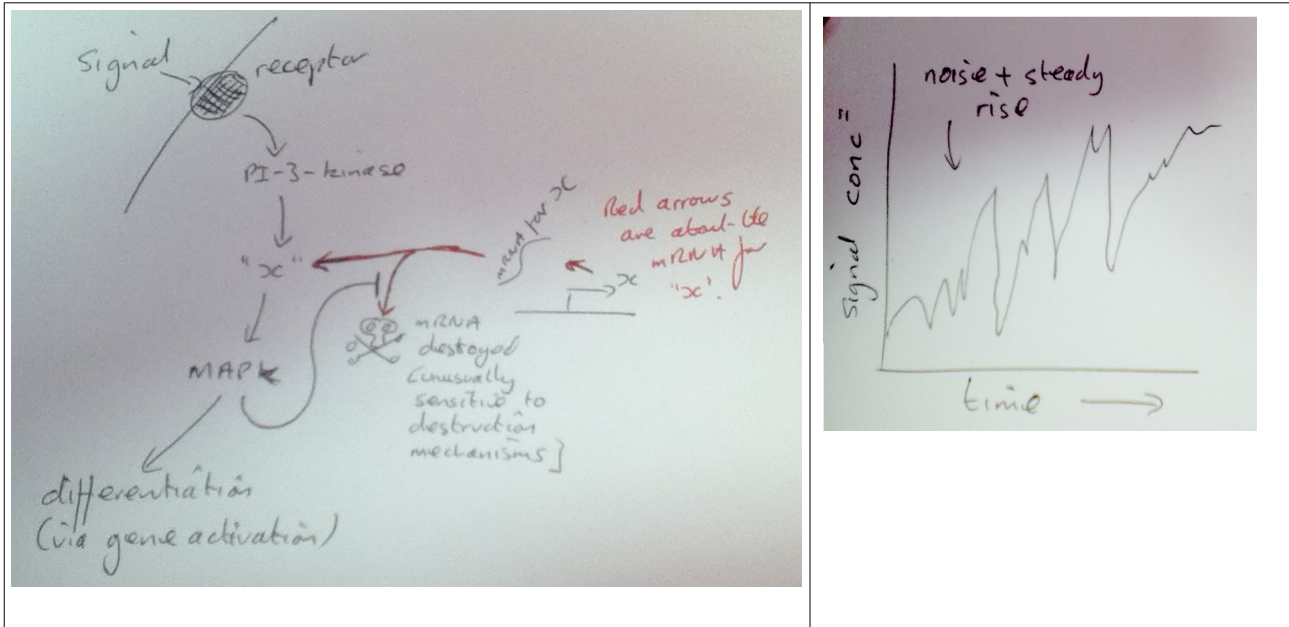 Signal
receptor
PI-3-kinase
"x"
MAPK
differentiation
(via gene activation)
mRNA for x
x
Red arrows
are about the
mRNA for
"x".
mRNA
destroyed
(unusually
sensitive to
destruction
mechanisms]
noise + steady
rise
signal conc=
time